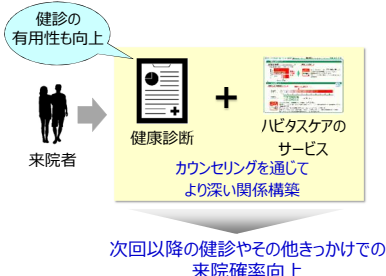 健診の
有用性も向上
来院者
健康診断
+
ハビタスケアの
サービス
カウンセリングを通じて
より深い関係構築
次回以降の健診やその他きっかけでの
来院確率向上